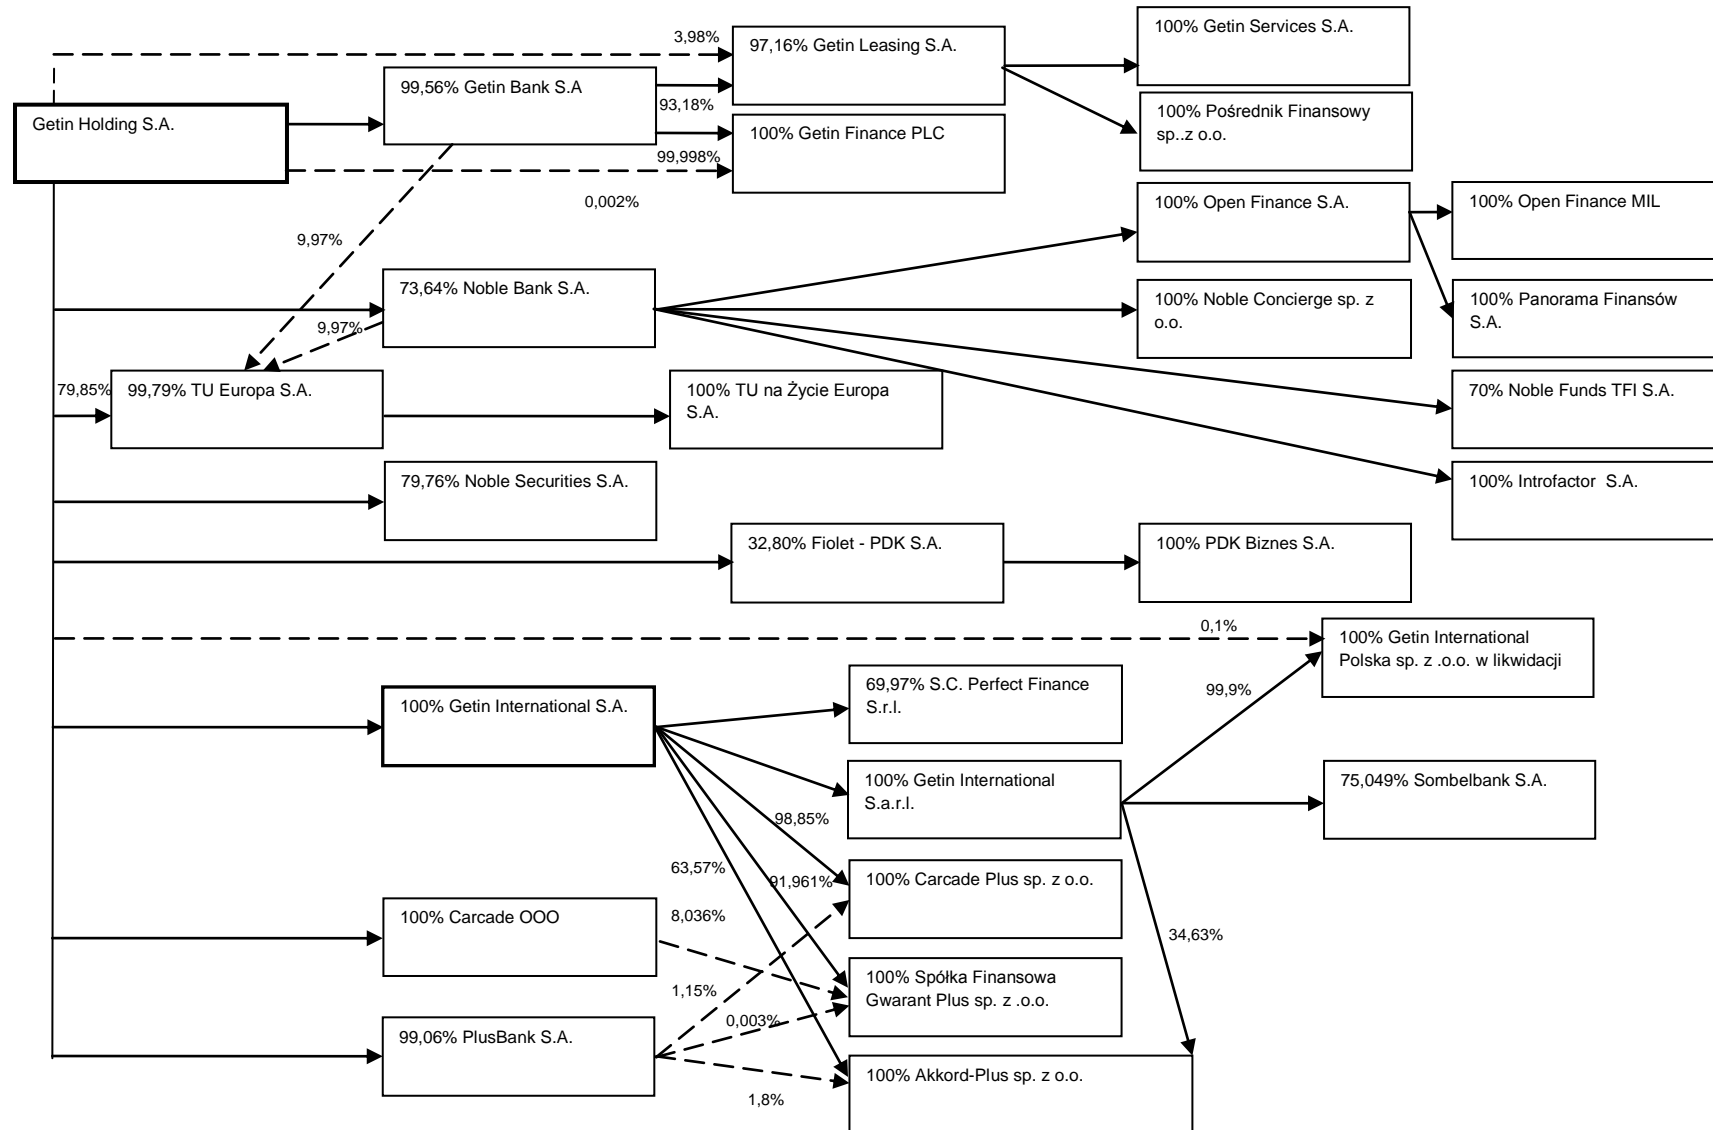 100% Getin Services S.A.
3,98%
97,16% Getin Leasing S.A.
99,56% Getin Bank S.A
93,18%
Getin Holding S.A.
100% Getin Finance PLC
100% Pośrednik Finansowy
sp..z o.o.
99,998%
0,002%
100% Open Finance S.A.
100% Open Finance MIL
9,97%
73,64% Noble Bank S.A.
100% Noble Concierge sp. z
o.o.
100% Panorama Finansów
S.A.
9,97%
79,85%
99,79% TU Europa S.A.
100% TU na Życie Europa
S.A.
70% Noble Funds TFI S.A.
79,76% Noble Securities S.A.
100% Introfactor  S.A.
32,80% Fiolet - PDK S.A.
100% PDK Biznes S.A.
0,1%
100% Getin International
Polska sp. z .o.o. w likwidacji
100% Getin International S.A.
69,97% S.C. Perfect Finance
S.r.l.
99,9%
100% Getin International
S.a.r.l.
75,049% Sombelbank S.A.
98,85%
63,57%
91,961%
100% Carcade Plus sp. z o.o.
100% Carcade OOO
8,036%
34,63%
100% Spółka Finansowa
Gwarant Plus sp. z .o.o.
1,15%
0,003%
99,06% PlusBank S.A.
100% Akkord-Plus sp. z o.o.
1,8%